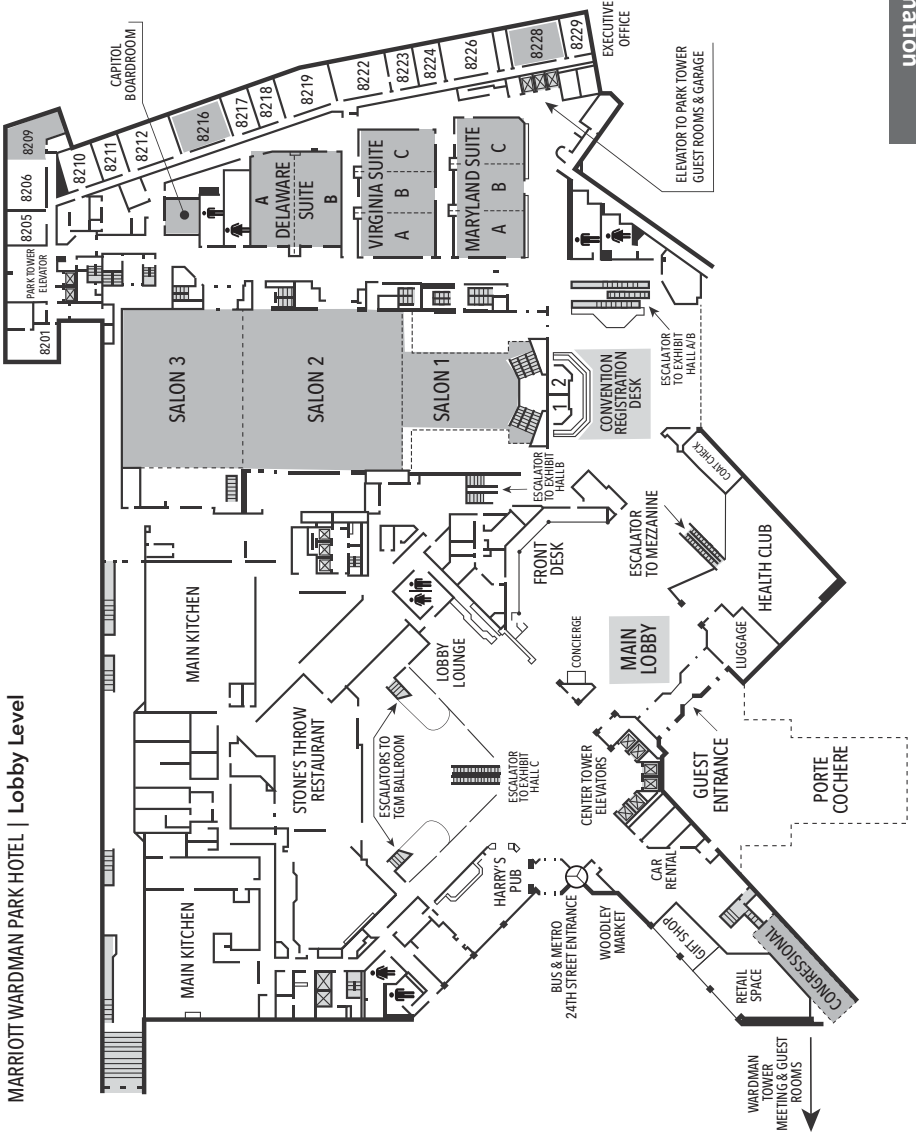 mation
MARRIOTT WARDMAN PARK HOTEL | Lobby Level
8209
8206
8205
PARK TOWER
ELEVATOR
8201
8210
8211
8212
8216
8217
8218
8219
8222
8223
8224
8226
8228
8229
EXECUTIVE
OFFICE
CAPITOL
BOARDROOM
A
DELAWARE
SUITE
B
VIRGINIA SUITE
A
B
C
MARYLAND SUITE
A
B
C
ELEVATOR TO PARK TOWER
GUEST ROOMS & GARAGE
SALON 3
SALON 2
SALON 1
1
2
CONVENTION
REGISTRATION
DESK
ESCALATOR
TO EXHIBIT
HALL A/B
ESCALATOR
TO EXHIBIT
HALL B
COAT CHECK
MAIN KITCHEN
FRONT
DESK
ESCALATOR
TO MEZZANINE
HEALTH CLUB
LOBBY
LOUNGE
CONCIERGE
MAIN
LOBBY
LUGGAGE
STONE'S THROW
RESTAURANT
ESCALATORS TO
TGM BALLROOM
ESCALATOR
TO EXHIBIT
HALL C
CENTER TOWER
ELEVATORS
GUEST
ENTRANCE
PORTE
COCHERE
MAIN KITCHEN
HARRY'S
PUB
BUS & METRO
24TH STREET ENTRANCE
WOODLEY
MARKET
CAR
RENTAL
GIFT SHOP
RETAIL
SPACE
CONGRESSIONAL
WARDMAN
TOWER
MEETING & GUEST
ROOMS